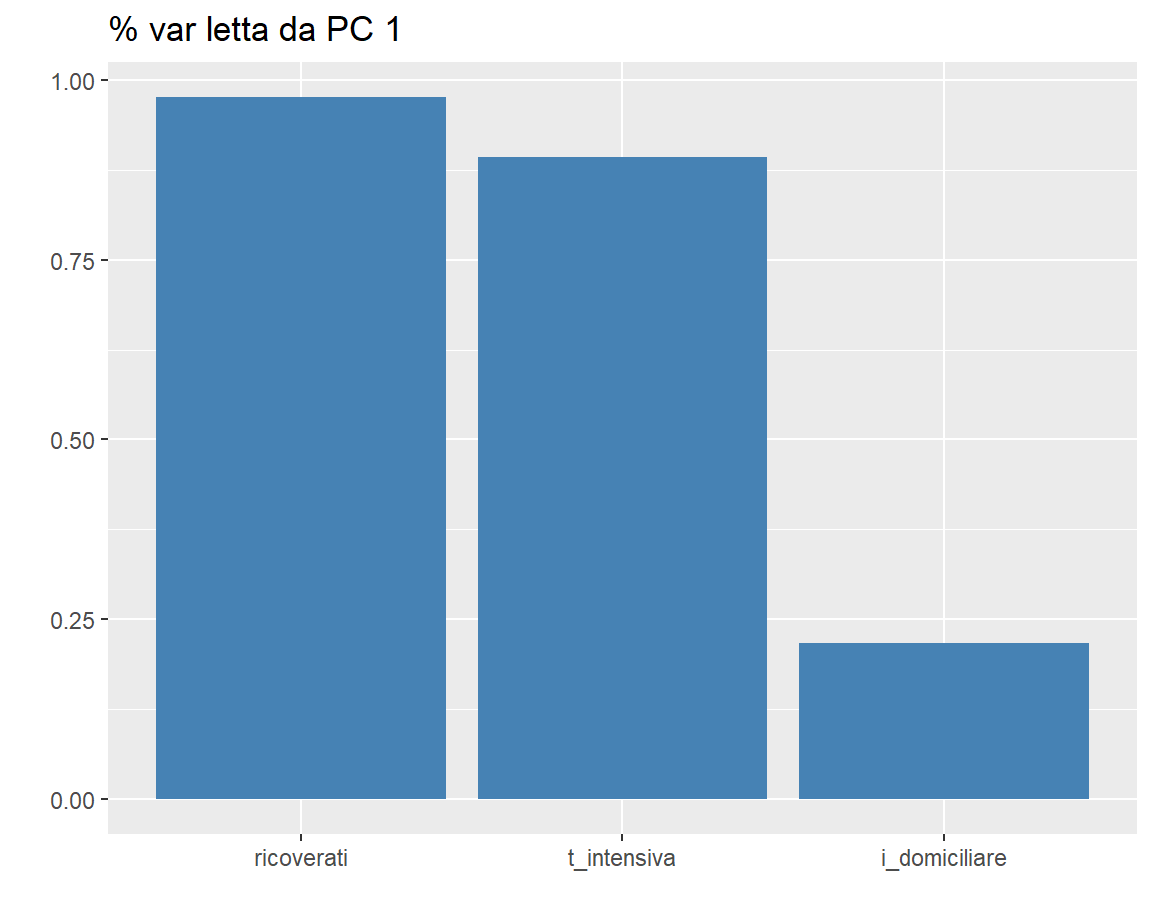 % var letta da PC 1
1.00
0.75
0.50
0.25
0.00
ricoverati t_intensiva i_domiciliare